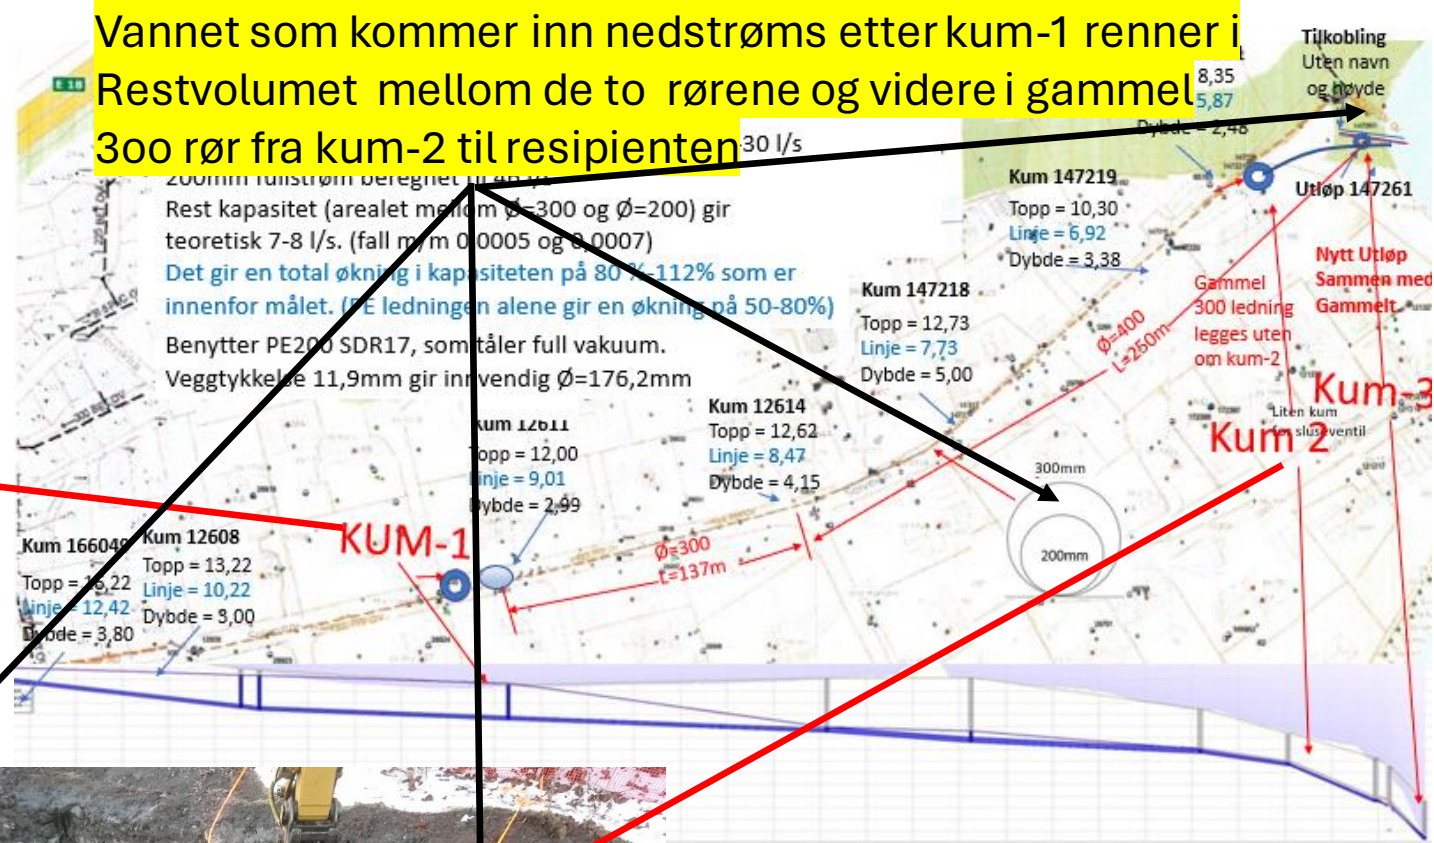 Vannet som kommer inn nedstrøms etter kum-1 renner i
Restvolumet mellom de to rørene og videre i gammel
3oo rør fra kum-2 til resipienten
E 18
30 l/s
200mm fullstrøm beregnet til
Rest kapasitet (arealet mellom Ø=300 og Ø=200) gir
teoretisk 7-8 l/s. (fall m/m 0,0005 og 0,0007)
Det gir en total økning i kapasiteten på 80 %-112% som er
innenfor målet. (PE ledningen alene gir en økning på 50-80%)
Benytter PE200 SDR17, som tåler full vakuum.
Veggtykkelse 11,9mm gir innvendig Ø=176,2mm
8,35
5,87
Dybde = 2,48
Tilkobling
Uten navn
og høyde
Kum 147219
Topp = 10,30
Linje = 6,92
Dybde = 3,38
Utløp 147261
Nytt Utløp
Sammen med
Gammelt
Gammel
300 ledning
legges uten
om kum-2
Kum 147218
Topp = 12,73
Linje = 7,73
Dybde = 5,00
Ø=400
L=250m
Kum-3
Liten kum
for sluseventil
Kum 2
Kum 12614
Topp = 12,62
Linje = 8,47
Dybde = 4,15
Kum 12611
Topp = 12,00
Linje = 9,01
Dybde = 2,99
300mm
200mm
Ø=300
L=137m
KUM-1
Kum 12608
Topp = 13,22
Linje = 10,22
Dybde = 3,00
Kum 166049
Topp = 16,22
Linje = 12,42
Dybde = 3,80